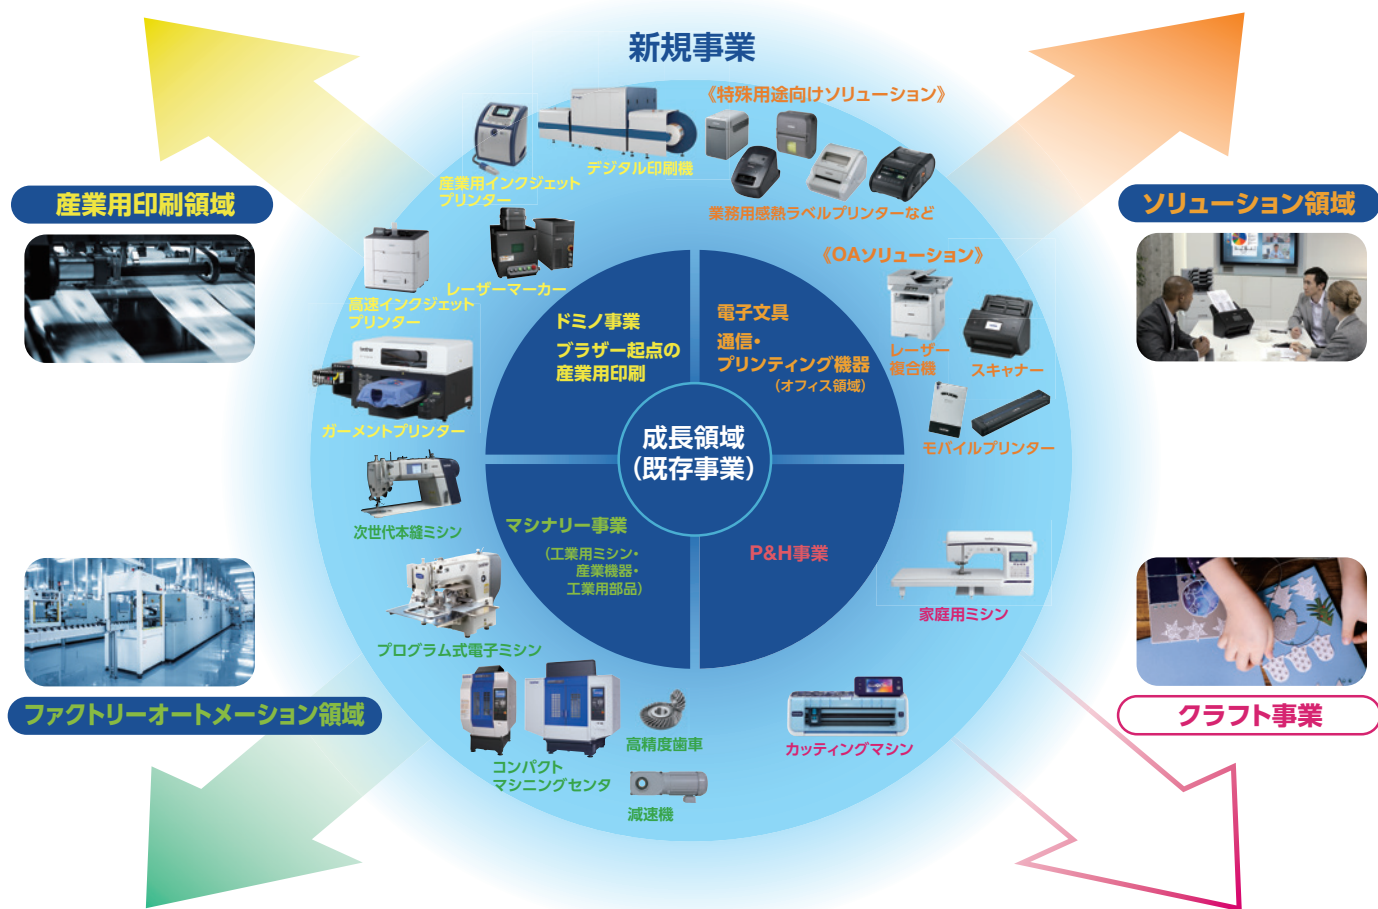 新規事業
《特殊用途向けソリューション》
デジタル印刷機
産業用インクジェット
プリンター
業務用感熱ラベルプリンターなど
産業用印刷領域
ソリューション領域
《OAソリューション》
レーザーマーカー
高速インクジェット
プリンター
ドミノ事業
ブラザー起点の
産業用印刷
電子文具
通信・
プリンティング機器
（オフィス領域）
レーザー
複合機
スキャナー
ガーメントプリンター
モバイルプリンター
成長領域
（既存事業）
次世代本縫ミシン
マシナリー事業
（工業用ミシン・
産業機器・
工業用部品）
P&H事業
家庭用ミシン
プログラム式電子ミシン
ファクトリーオートメーション領域
クラフト事業
高精度歯車
カッティングマシン
コンパクト
マシニングセンタ
減速機